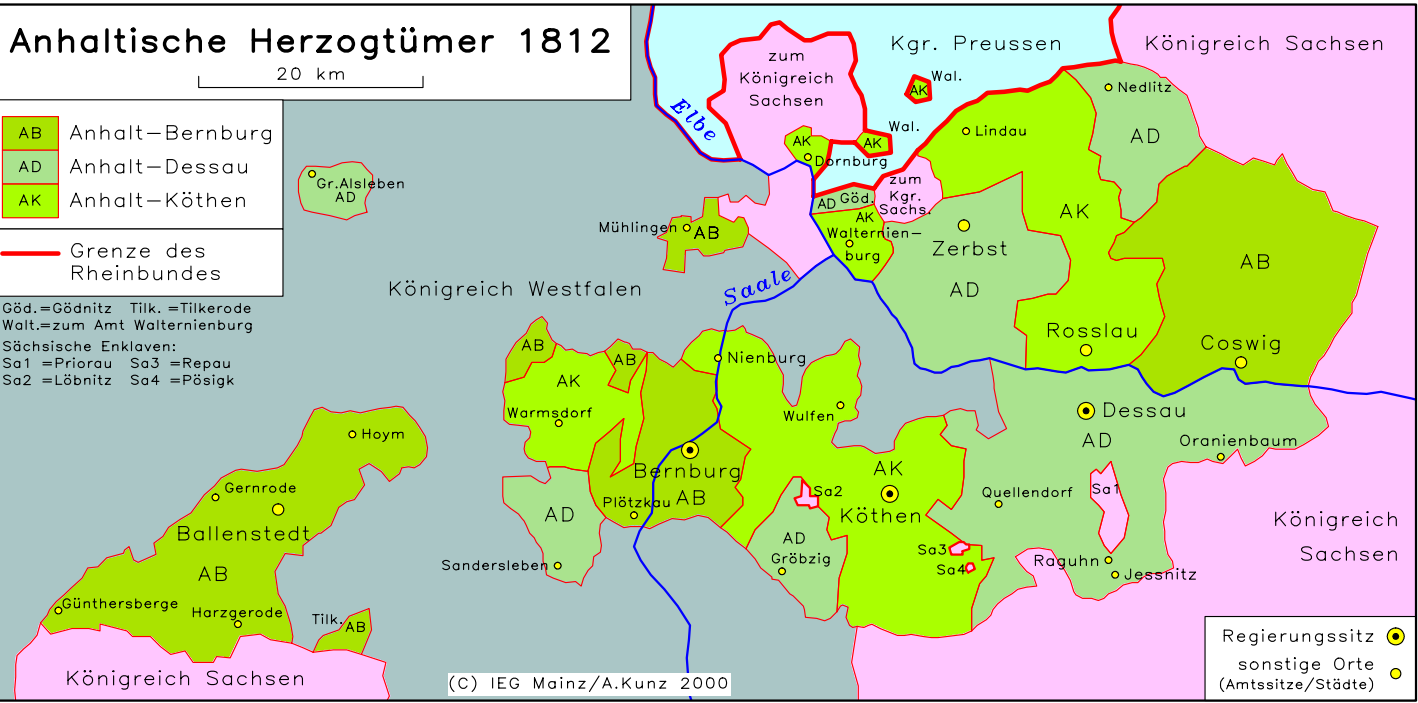 Anhaltische Herzogtümer 1812
20 km
AB Anhalt-Bernburg
AD Anhalt-Dessau
AK Anhalt-Köthen
Grenze des
Rheinbundes
Göd.=Gödnitz Tilk. =Tilkerode
Walt.=zum Amt Walternienburg
Sächsische Enklaven:
Sa1 =Priorau Sa3 =Repau
Sa2 =Löbnitz Sa4 =Pösigk
Kgr. Preussen
Königreich Sachsen
zum
Königreich
Sachsen
Elbe
Wal.
AK
Wal.
AK
AK
Dornburg
Nedlitz
AD
Lindau
zum
Kgr.
Sachs.
AD Göd.
AK
Walternien-
burg
Gr.Alsleben
AD
Mühlingen
AB
AK
Zerbst
AD
AB
Königreich Westfalen
Saale
Rosslau
Coswig
AB
AB
AK
Nienburg
Warmsdorf
Wulfen
Dessau
AD
Oranienbaum
Hoym
Bernburg
AB
AK
Köthen
Gernrode
Ballenstedt
AB
Plötzkau
AD
Sandersleben
Sa2
AD
Gröbzig
Quellendorf
Sa1
Sa3
Sa4
Raguhn
Jessnitz
Königreich
Sachsen
Günthersberge
Harzgerode
Tilk.
AB
Königreich Sachsen
(C) IEG Mainz/A.Kunz 2000
Regierungssitz
sonstige Orte
(Amtssitze/Städte)